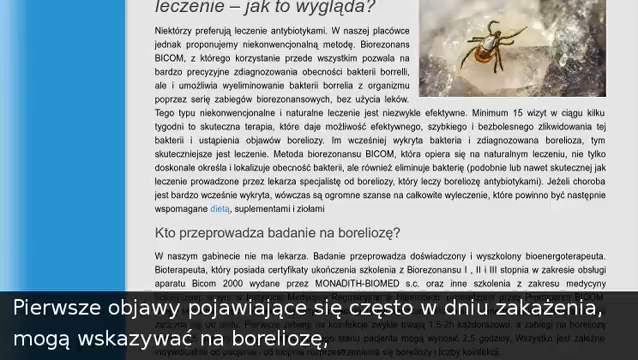 leczenie – jak to wygląda?
Niektórzy preferują leczenie antybiotykami. W naszej placówce
jednak proponujemy niekonwencjonalną metodę. Biorezonans
BICOM, z którego korzystanie przede wszystkim pozwala na
bardzo precyzyjne zdiagnozowanie obecności bakterii borrelli,
ale i umożliwia wyeliminowanie bakterii borrelia z organizmu
poprzez serię zabiegów biorezonansowych, bez użycia leków.
Tego typu niekonwencjonalne i naturalne leczenie jest niezwykle efektywne. Minimum 15 wizyt w ciągu kilku
tygodni to skuteczna terapia, które daje możliwość efektywnego, szybkiego i bezbolesnego zlikwidowania tej
bakterii i ustąpienia objawów boreliozy. Im wcześniej wykryta bakteria i zdiagnozowana borelioza, tym
skuteczniejsze jest leczenie. Metoda biorezonansu BICOM, która opiera się na naturalnym leczeniu, nie tylko
doskonale określa i lokalizuje obecność bakterii, ale również eliminuje bakterię (podobnie lub nawet skuteczniej jak
leczenie prowadzone przez lekarza specjalistę od boreliozy, który leczy boreliozę antybiotykami). Jeżeli choroba
jest bardzo wcześnie wykryta, wówczas są ogromne szanse na całkowite wyleczenie, które powinno być następnie
wspomagane dietą, suplementami i ziołami
Kto przeprowadza badanie na boreliozę?
W naszym gabinecie nie ma lekarza. Badanie przeprowadza doświadczony i wyszkolony bioenergoterapeuta.
Bioterapeuta, który posiada certyfikaty ukończenia szkolenia z Biorezonansu I , II i III stopnia w zakresie obsługi
aparatu Bicom 2000 wydane przez MONADITH-BIOMED s.c. oraz inne szkolenia z zakresu medycyny
Pierwsze objawy pojawiające się często w dniu zakażenia,
mogą wskazywać na boreliozę,